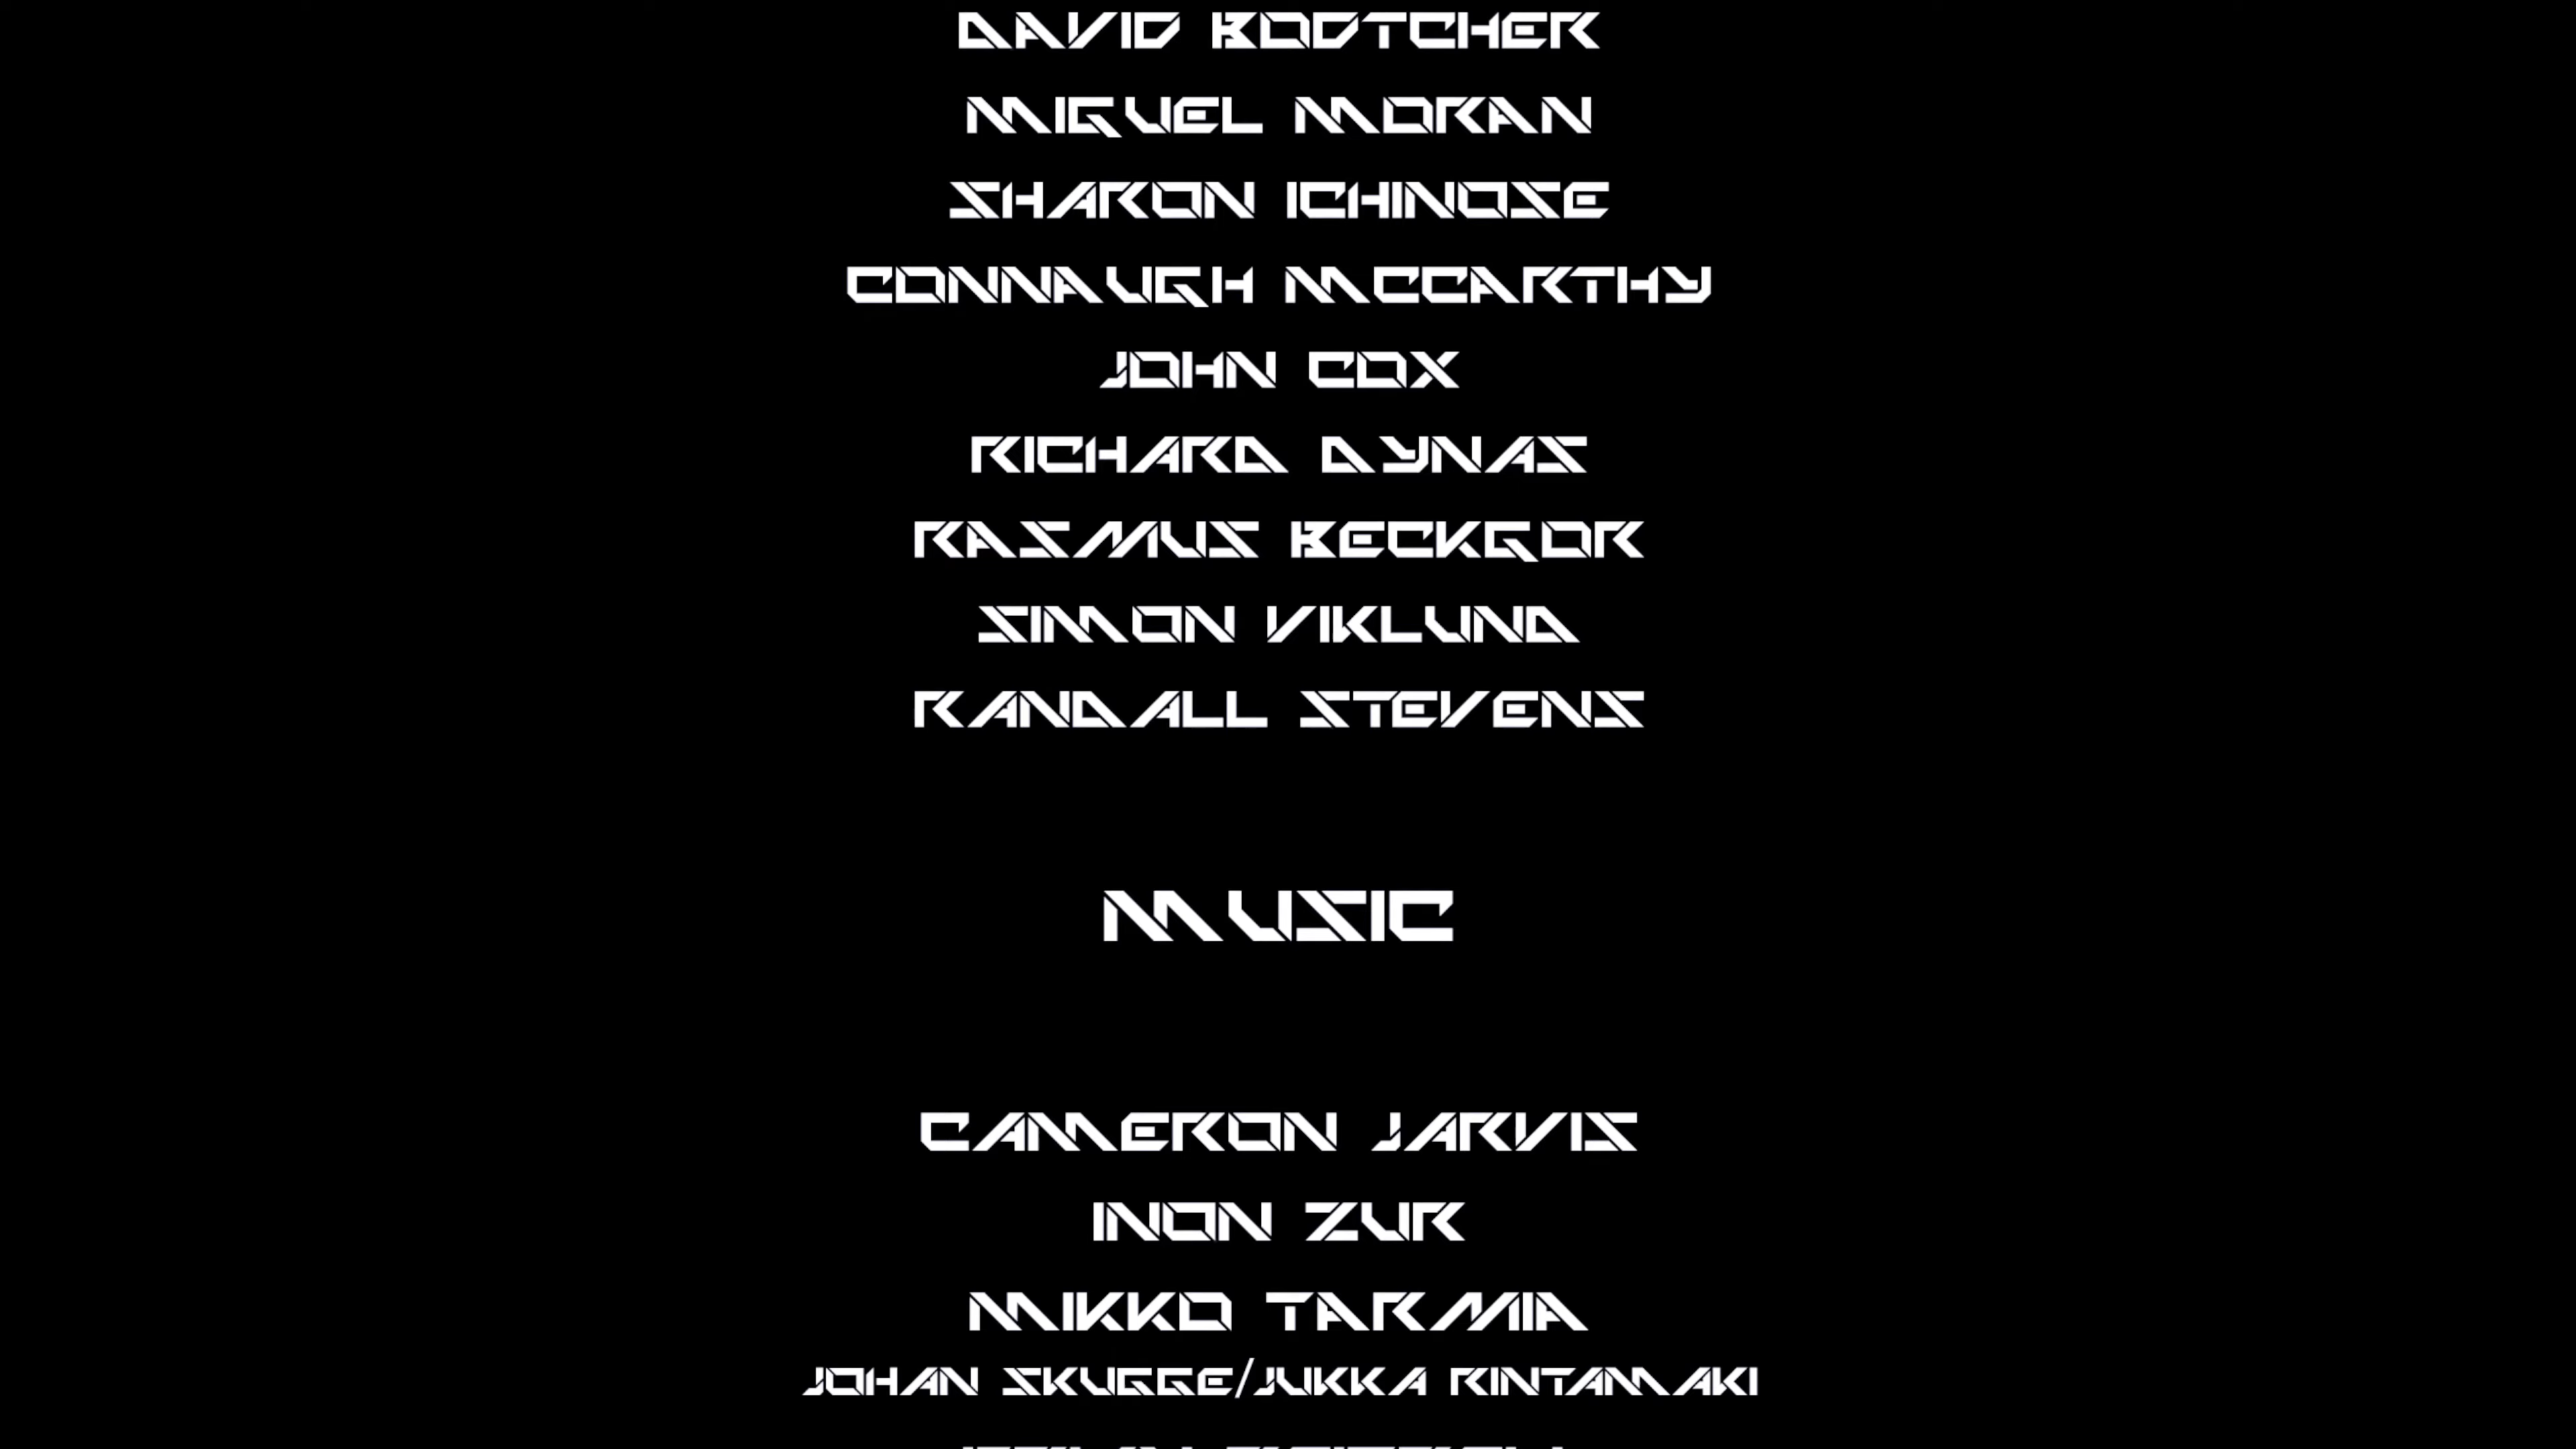 DAVID BOOTCHER
MIGUEL MORAN
SHARON ICHINOSE
CONNAUGH MCCARTHY
JOHN COX
RICHARD DYNAS
RASMUS BECKGOR
SIMON VIKLUND
RANDALL STEVENS
MUSIC
CAMERON JARVIS
INON ZUR
MIKKO TARMIA
JOHAN SKUGGE/JUKKA RINTAMAKI